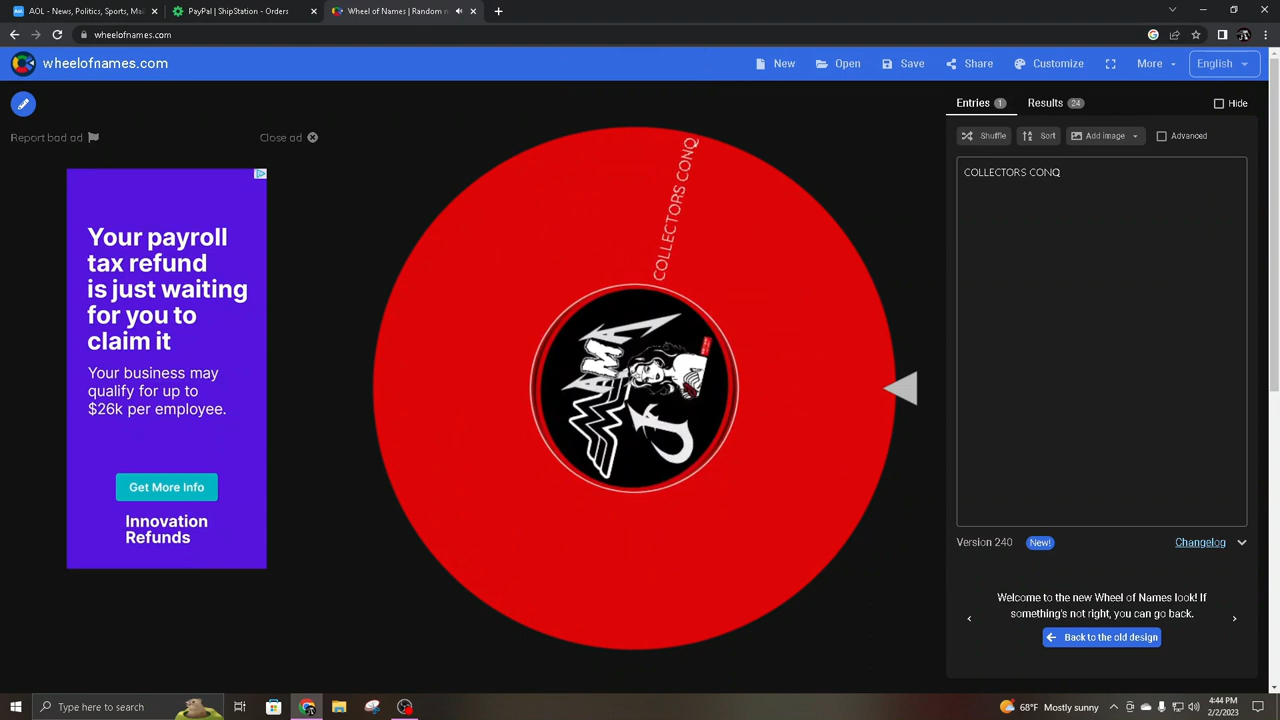 AOL - News, Politics, Sports, Mai
PayPal | ShipStation - Orders
Wheel of Names | Random n
wheelofnames.com
wheelofnames.com
New
Open
Save
Share
Customize
More
English
Report bad ad
Close ad
Your payroll
tax refund
is just waiting
for you to
claim it
Your business may
qualify for up to
$26k per employee.
Get More Info
Innovation
Refunds
COLLECTORS CONQ
AMA
Entries 1
Results 24
Hide
Shuffle
Sort
Add image
Advanced
COLLECTORS CONQ
Version 240
New!
Changelog
Welcome to the new Wheel of Names look! If
something's not right, you can go back.
Back to the old design
Type here to search
68°F Mostly sunny
4:44 PM
2/2/2023